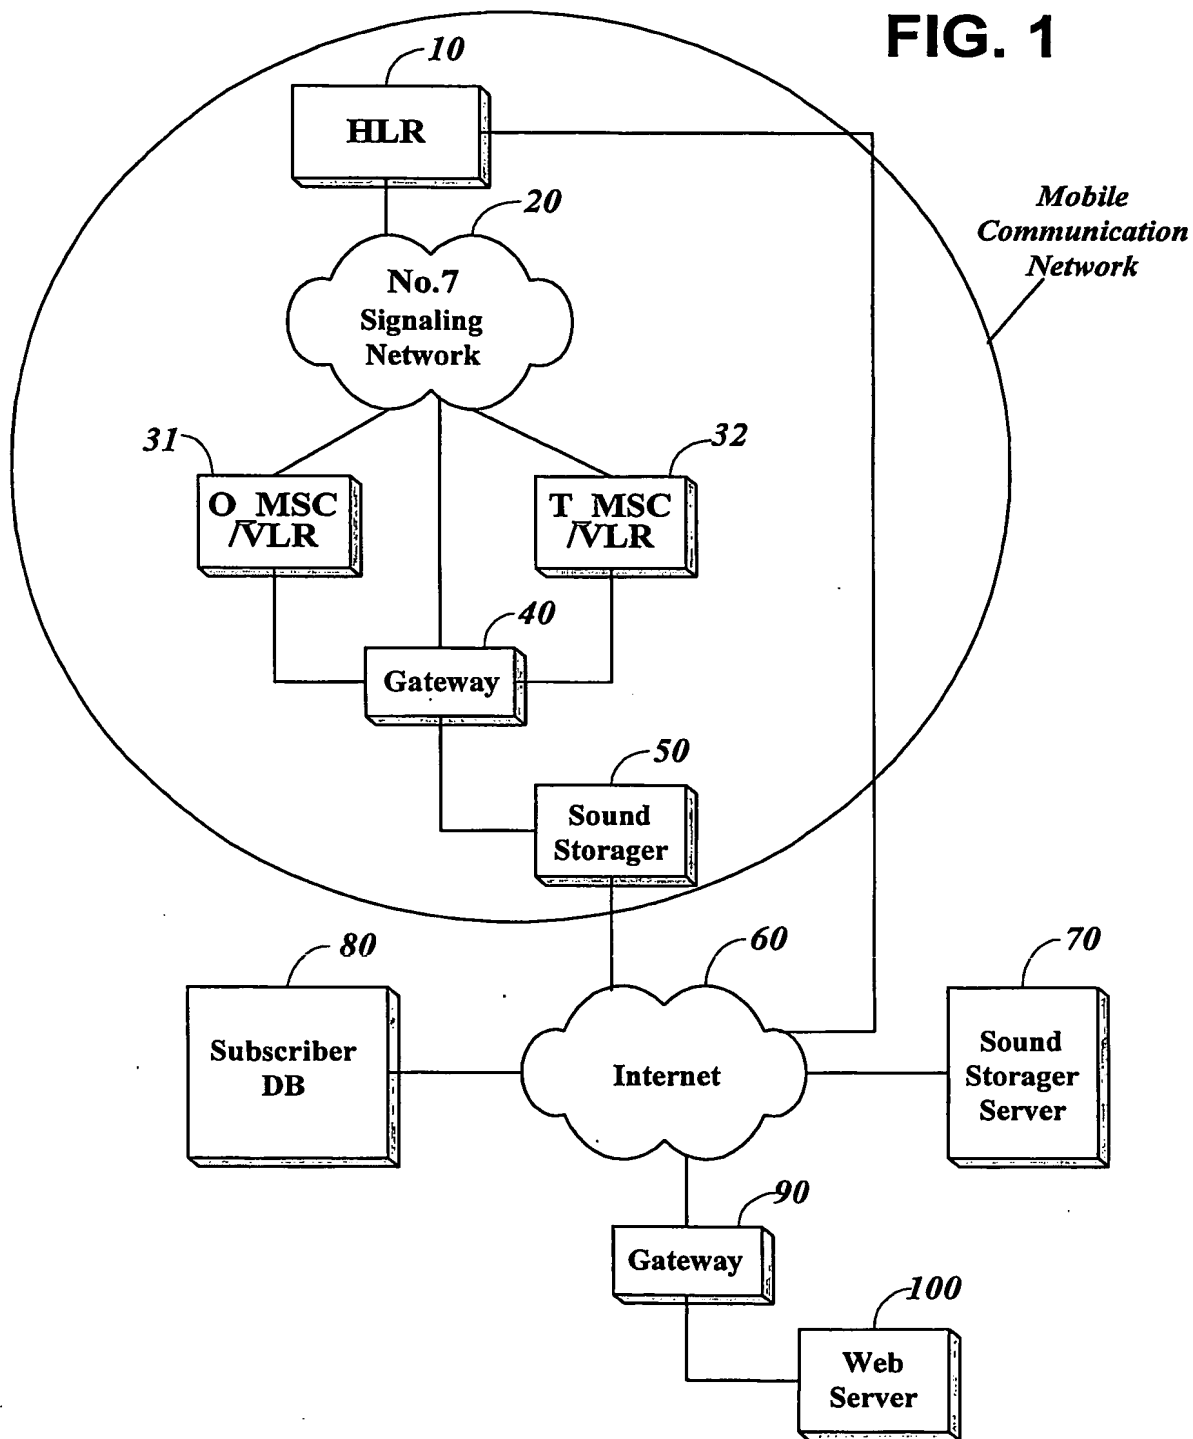 FIG. 1
10
HLR
Mobile
Communication
Network
20
No.7
Signaling
Network
31
O_MSC
/VLR
32
T_MSC
/VLR
40
Gateway
50
Sound
Storager
80
Subscriber
DB
60
Internet
70
Sound
Storager
Server
90
Gateway
100
Web
Server